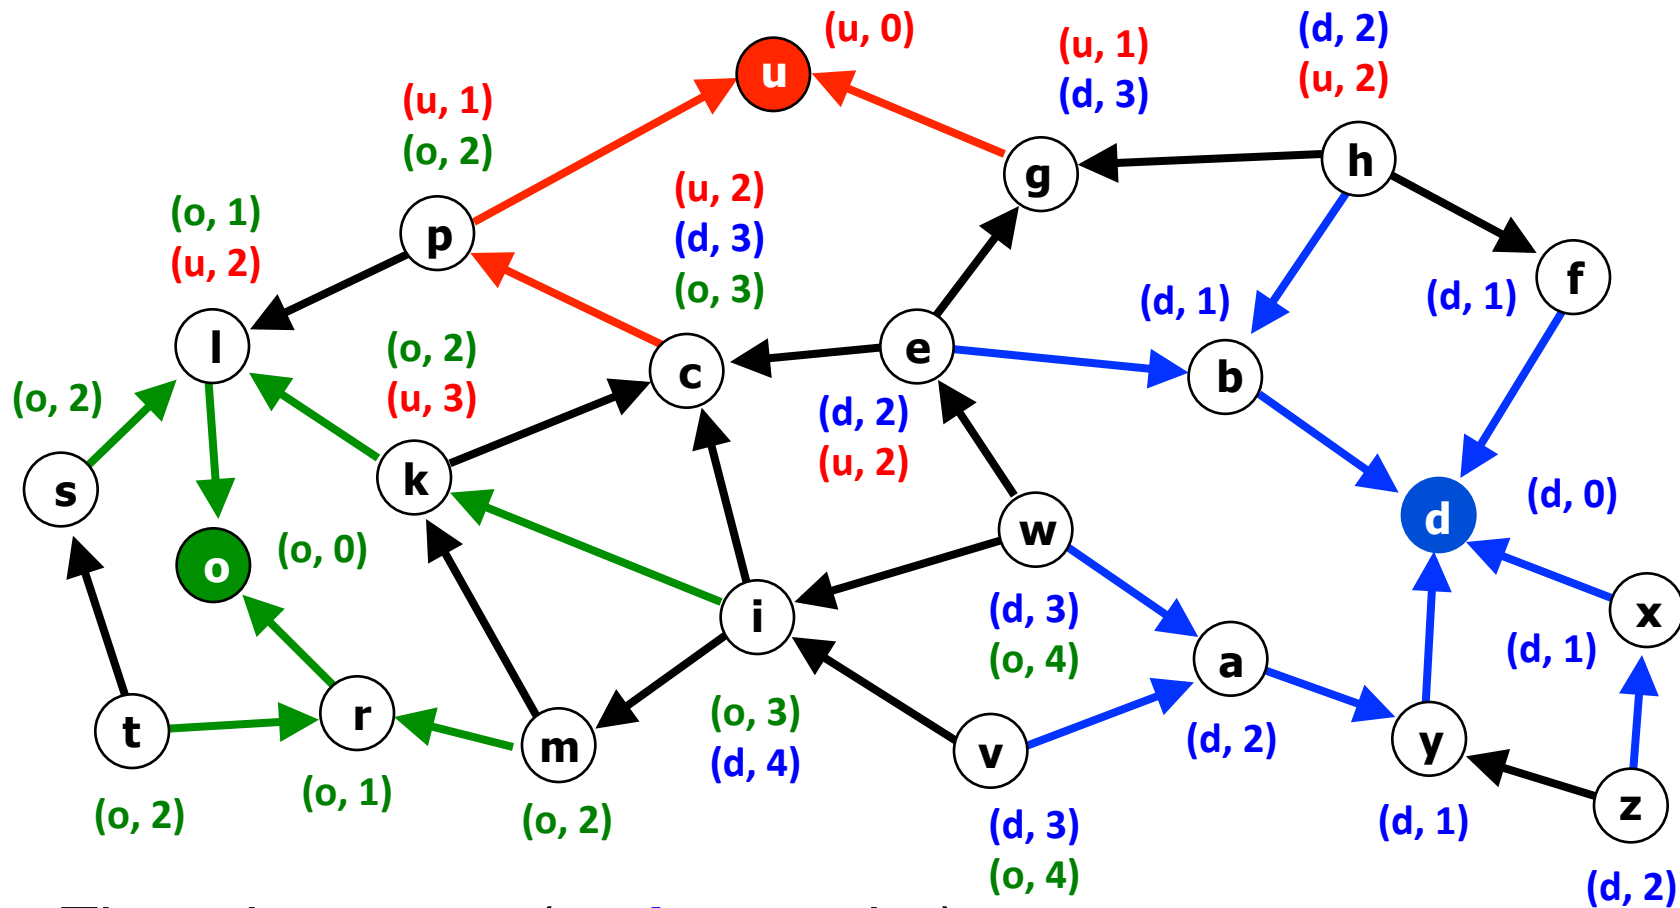 (u, 0)
u
(u, 1)
(d, 3)
(d, 2)
(u, 2)
(u, 1)
(o, 2)
g
h
(u, 2)
(d, 3)
(o, 3)
(o, 1)
(u, 2)
p
f
(d, 1)
(d, 1)
l
(o, 2)
(u, 3)
c
e
b
(o, 2)
(d, 2)
(u, 2)
s
k
w
d
(d, 0)
o
(o, 0)
i
(d, 3)
(o, 4)
a
x
(d, 1)
t
r
m
(o, 3)
(d, 4)
v
(d, 2)
y
z
(o, 2)
(o, 1)
(o, 2)
(d, 3)
(o, 4)
(d, 1)
(d, 2)